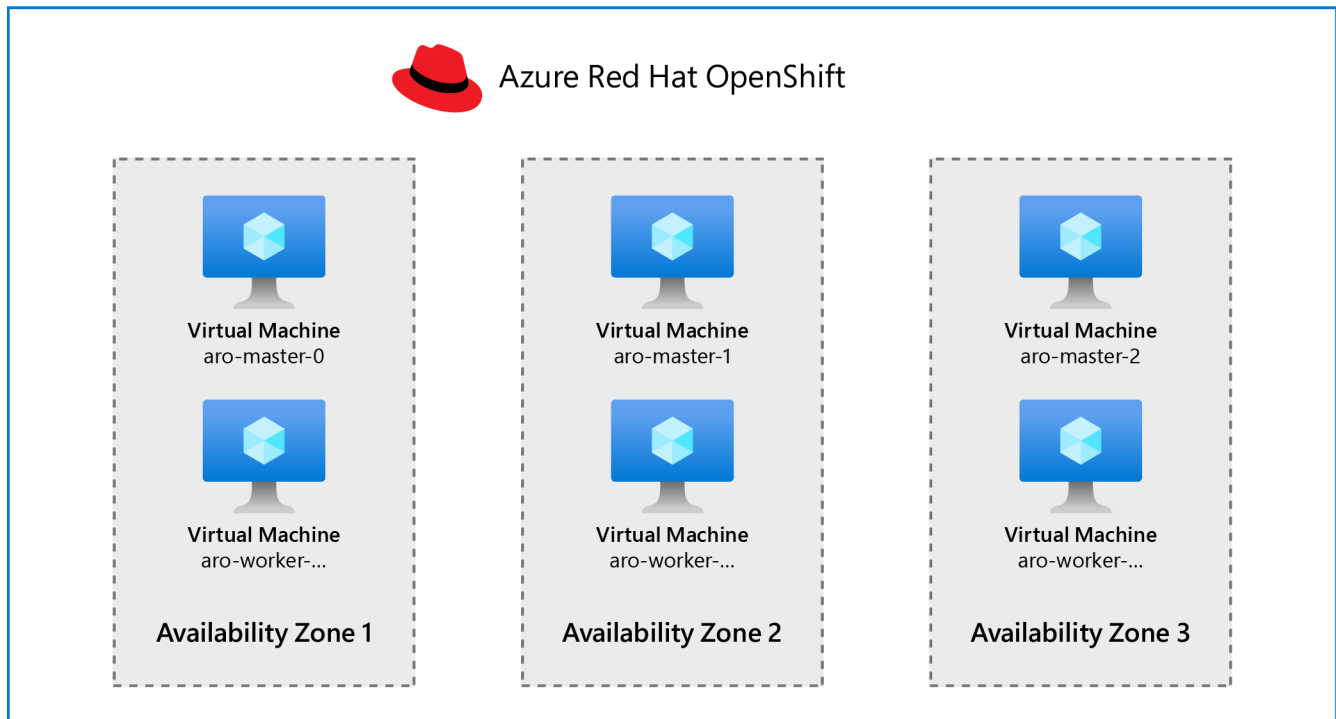 Azure Red Hat OpenShift
Virtual Machine
aro-master-0
Virtual Machine
aro-worker-...
Availability Zone 1
Virtual Machine
aro-master-1
Virtual Machine
aro-worker-...
Availability Zone 2
Virtual Machine
aro-master-2
Virtual Machine
aro-worker-...
Availability Zone 3